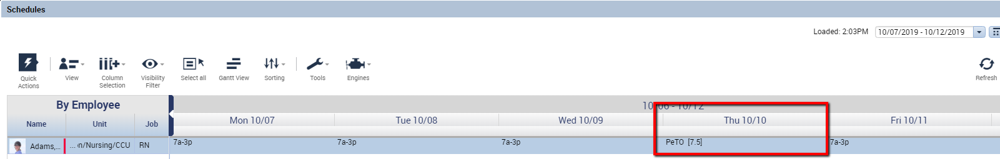 Schedules
Loaded: 2:03PM 10/07/2019 - 10/12/2019
Quick Actions
View
Column Selection
Visibility Filter
Select all
Gantt View
Sorting
Tools
Engines
Refresh
By Employee
10/06 - 10/12
Name Unit Job Mon 10/07 Tue 10/08 Wed 10/09 Thu 10/10 Fri 10/11
Adams,... ...n/Nursing/CCU RN 7a-3p 7a-3p 7a-3p PeTO [7.5] 7a-3p